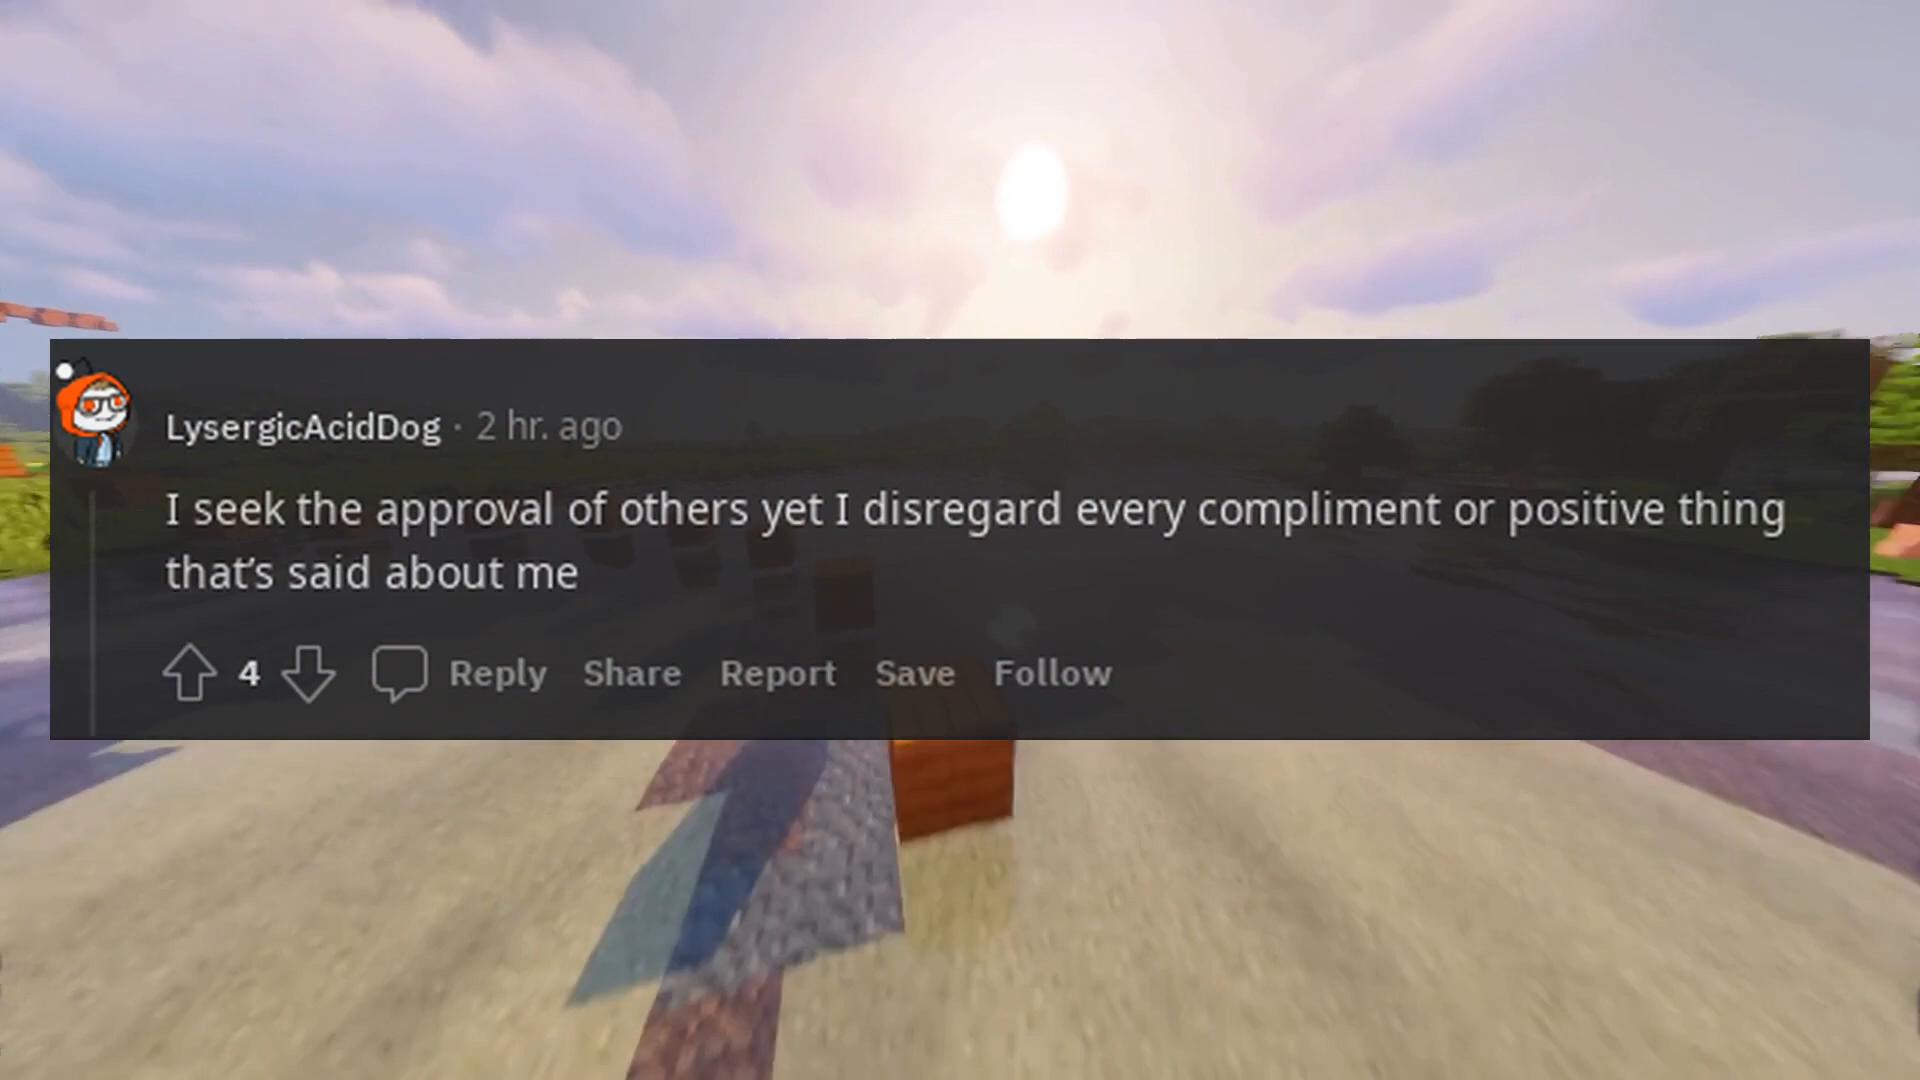 LysergicAcidDog · 2 hr. ago
I seek the approval of others yet I disregard every compliment or positive thing
that's said about me
4 Reply Share Report Save Follow